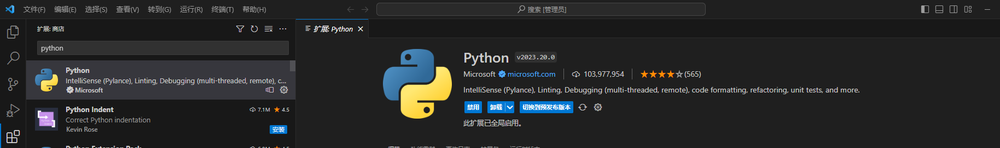 文件(F) 编辑(E) 选择(S) 查看(V) 转到(G) 运行(R) 终端(T) 帮助(H) 搜索 [管理员]
扩展: 商店
python
Python
IntelliSense (Pylance), Linting, Debugging (multi-threaded, remote), c...
Microsoft
Python Indent 7.1M 4.5
Correct Python indentation
Kevin Rose 安装
Python Extension Pack
扩展: Python
Python v2023.20.0
Microsoft microsoft.com 103,977,954 (565)
IntelliSense (Pylance), Linting, Debugging (multi-threaded, remote), code formatting, refactoring, unit tests, and more.
禁用 卸载 切换到预发布版本
此扩展已全局启用。